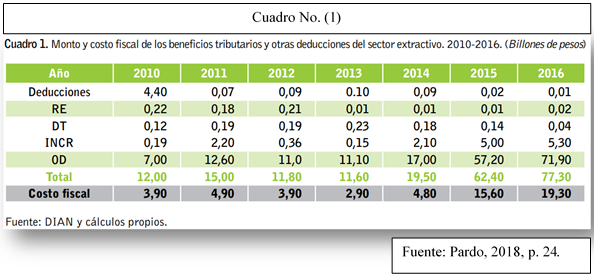 Cuadro No. (1)
Cuadro 1. Monto y costo fiscal de los beneficios tributarios y otras deducciones del sector extractivo. 2010-2016. (Billones de pesos)
Año 2010 2011 2012 2013 2014 2015 2016
Deducciones 4,40 0,07 0,09 0.10 0,09 0,02 0,01
RE 0,22 0,18 0,21 0,01 0,01 0,01 0,02
DT 0,12 0,19 0,19 0,23 0,18 0,14 0,04
INCR 0,19 2,20 0,36 0,15 2,10 5,00 5,30
OD 7,00 12,60 11,0 11,10 17,00 57,20 71,90
Total 12,00 15,00 11,80 11,60 19,50 62,40 77,30
Costo fiscal 3,90 4,90 3,90 2,90 4,80 15,60 19,30
Fuente: DIAN y cálculos propios.
Fuente: Pardo, 2018, p. 24.